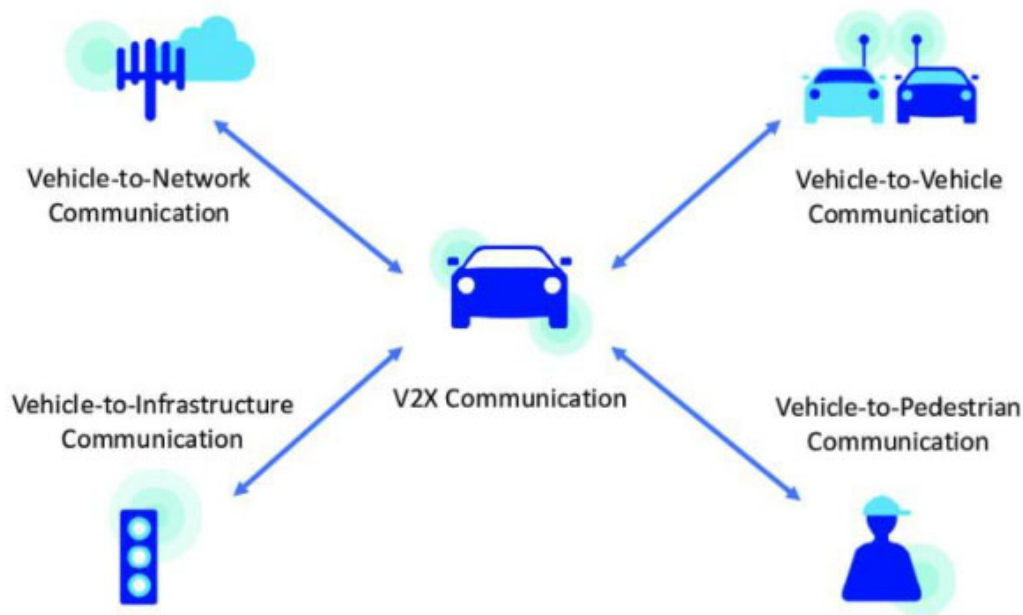 Vehicle-to-Network
Communication
Vehicle-to-Vehicle
Communication
V2X Communication
Vehicle-to-Infrastructure
Communication
Vehicle-to-Pedestrian
Communication